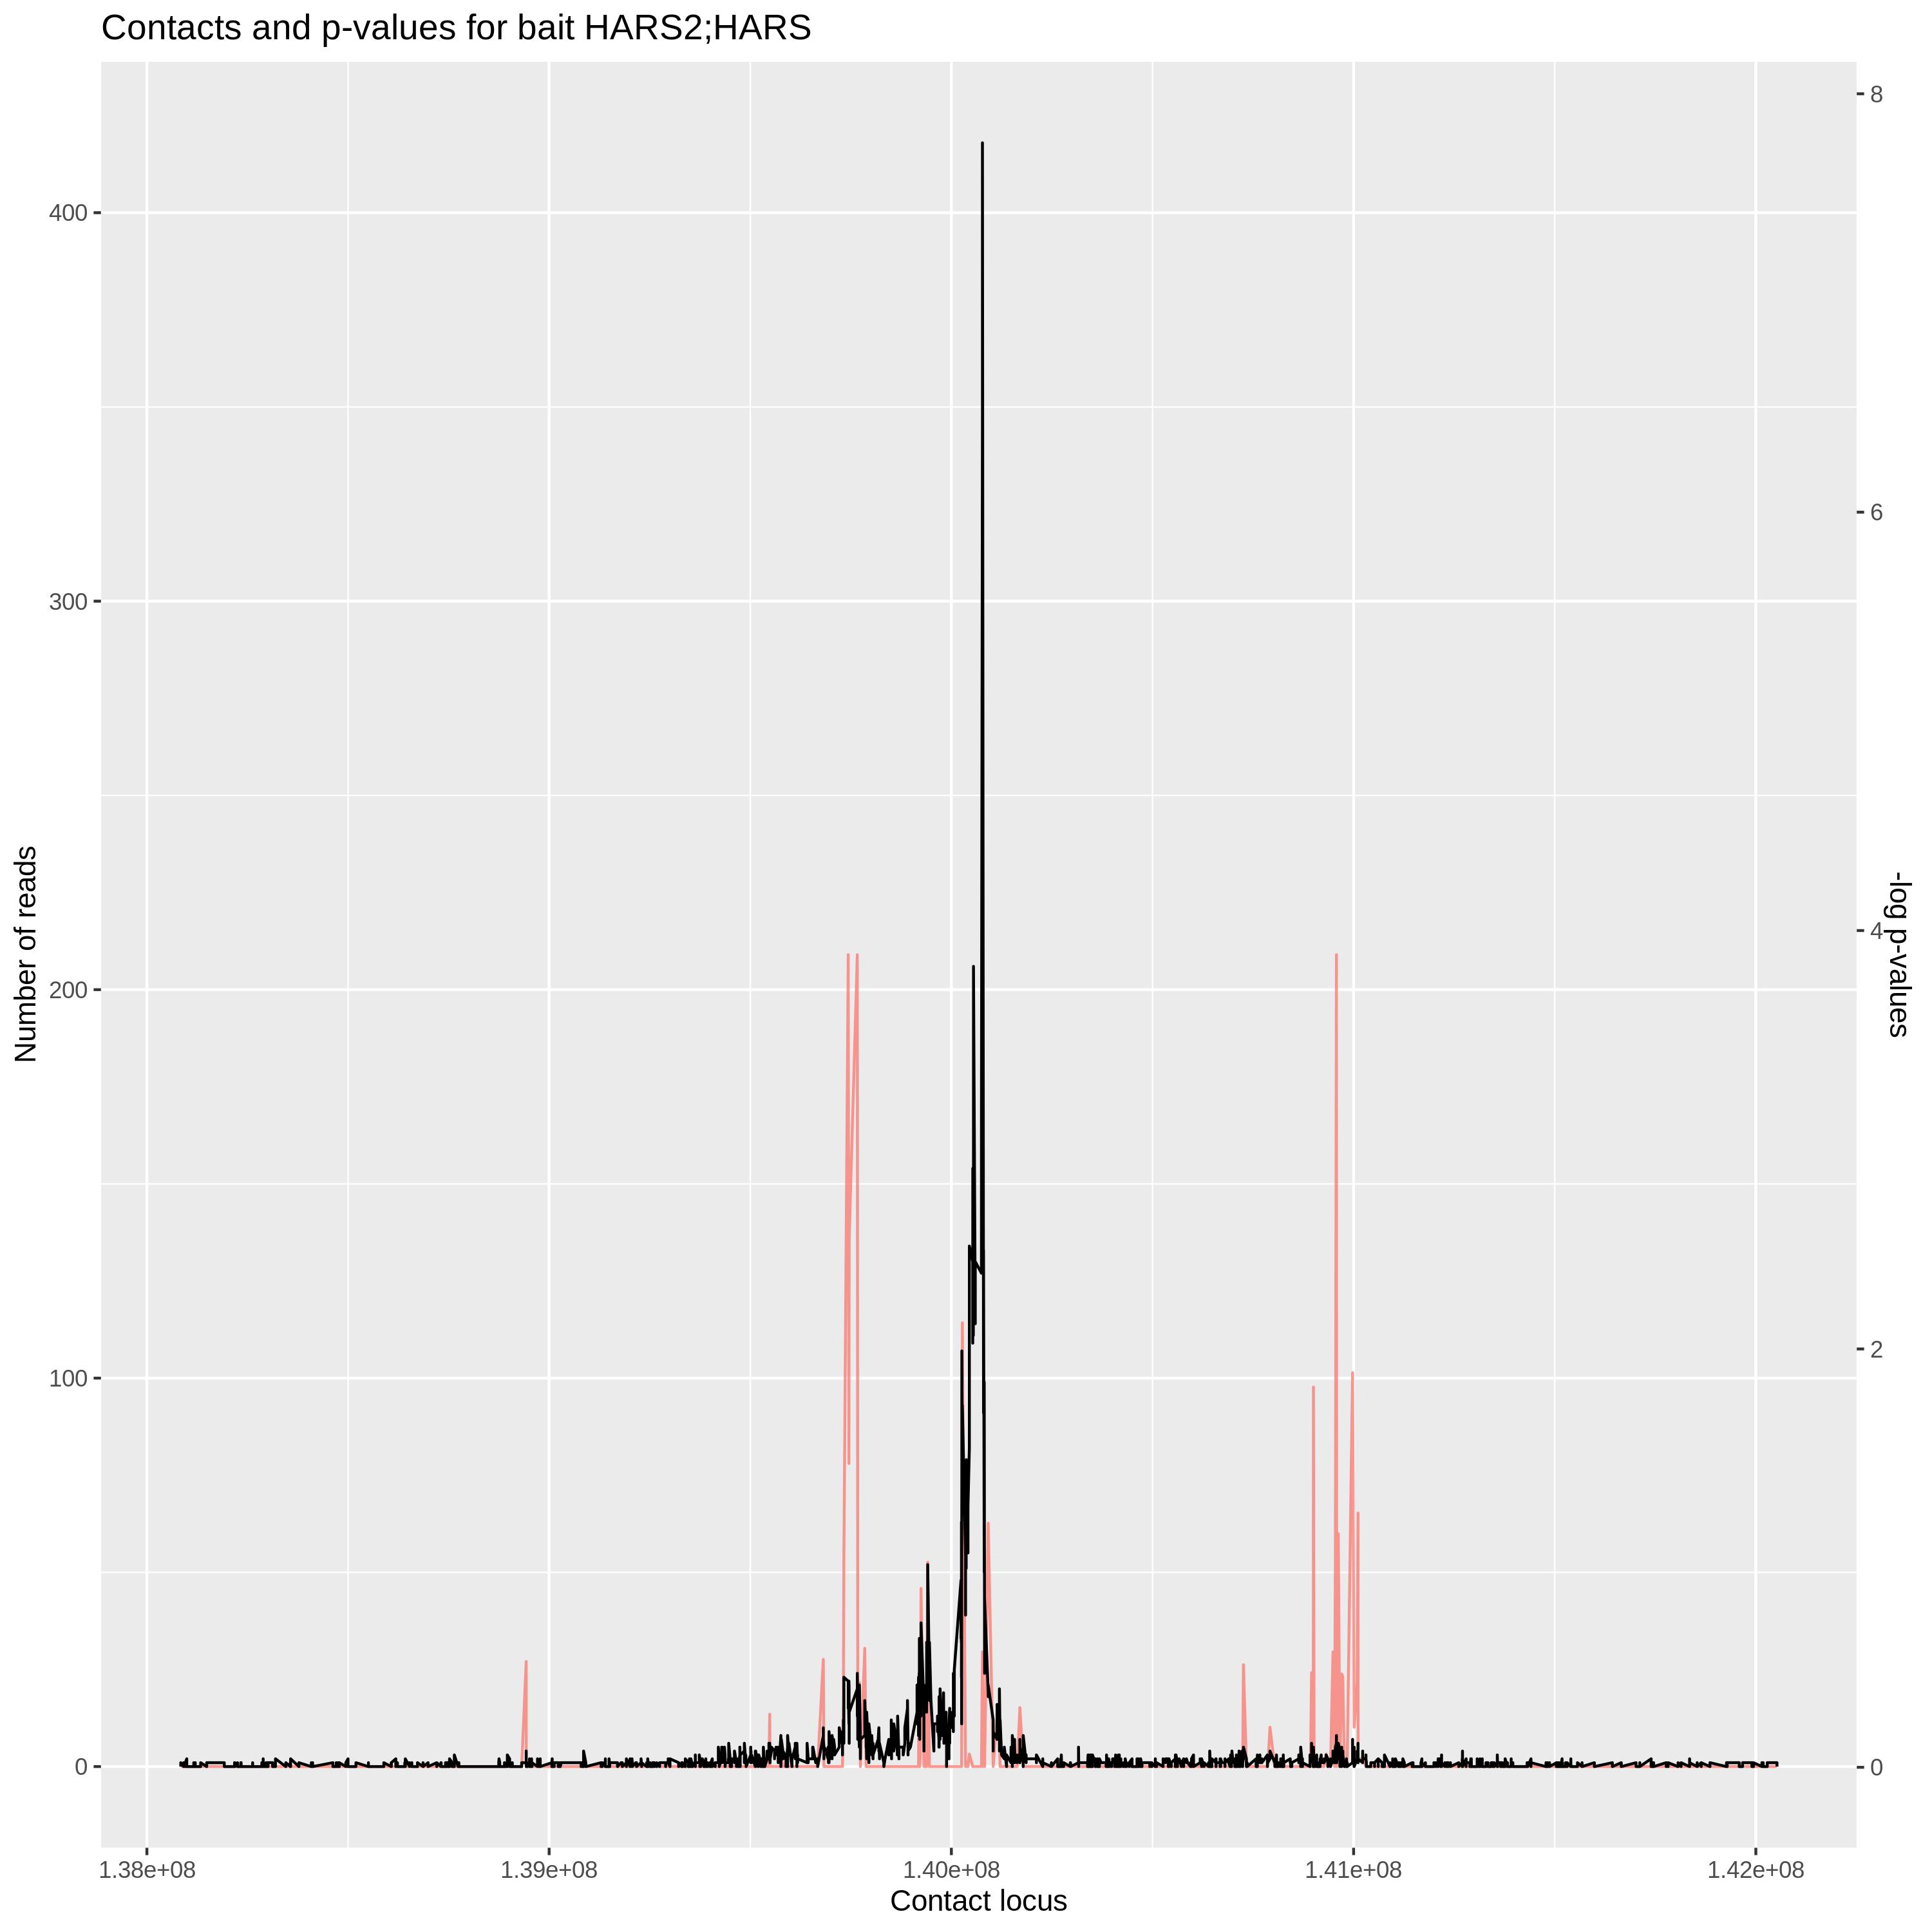 Contacts and p-values for bait HARS2;HARS
8
400
6
300
Number of reads
-log p-values
4
200
2
100
0
0
1.38e+08
1.39e+08
1.40e+08
1.41e+08
1.42e+08
Contact locus